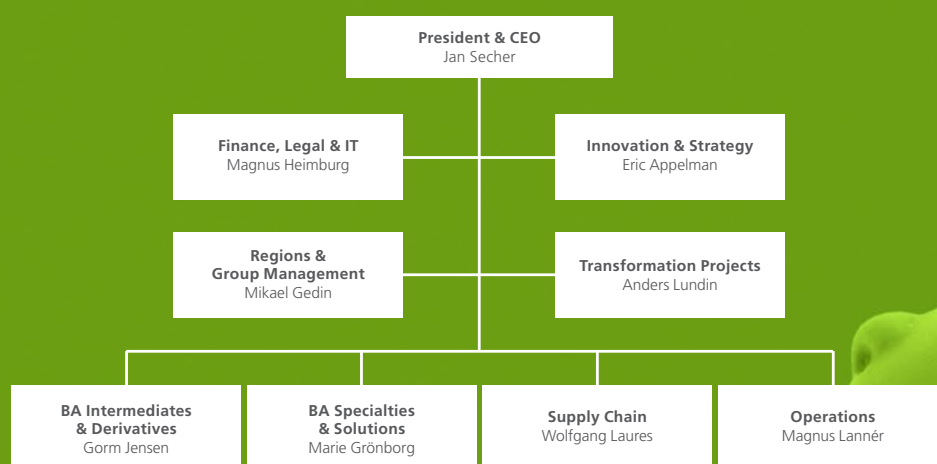 President & CEO
Jan Secher
Finance, Legal & IT
Magnus Heimburg
Innovation & Strategy
Eric Appelman
Regions &
Group Management
Mikael Gedin
Transformation Projects
Anders Lundin
BA Intermediates
& Derivatives
Gorm Jensen
BA Specialties
& Solutions
Marie Grönborg
Supply Chain
Wolfgang Laures
Operations
Magnus Lannér